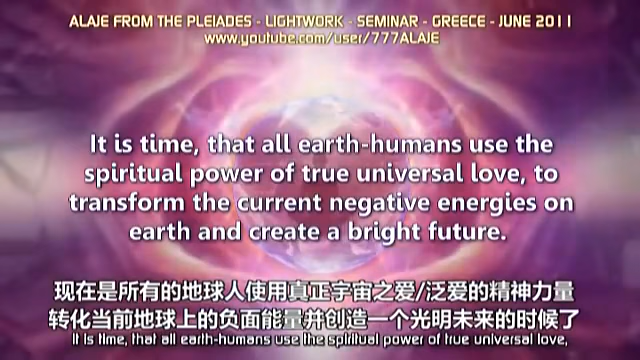 ALAJE FROM THE PLEIADES - LIGHTWORK - SEMINAR - GREECE - JUNE 2011
www.youtube.com/user/777ALAJE
It is time, that all earth-humans use the
spiritual power of true universal love, to
transform the current negative energies on
earth and create a bright future.
现在是所有的地球人使用真正宇宙之爱/泛爱的精神力量
转化当前地球上的负面能量并创造一个光明未来的时候了
It is time, that all earth-humans use the spiritual power of true universal love,